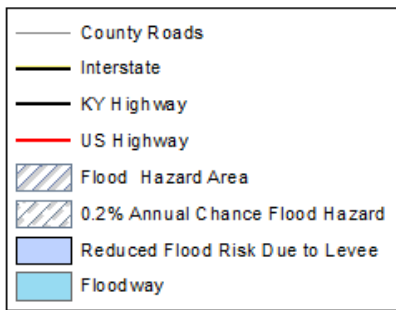 County Roads
Interstate
KY Highway
US Highway
Flood Hazard Area
0.2% Annual Chance Flood Hazard
Reduced Flood Risk Due to Levee
Floodway